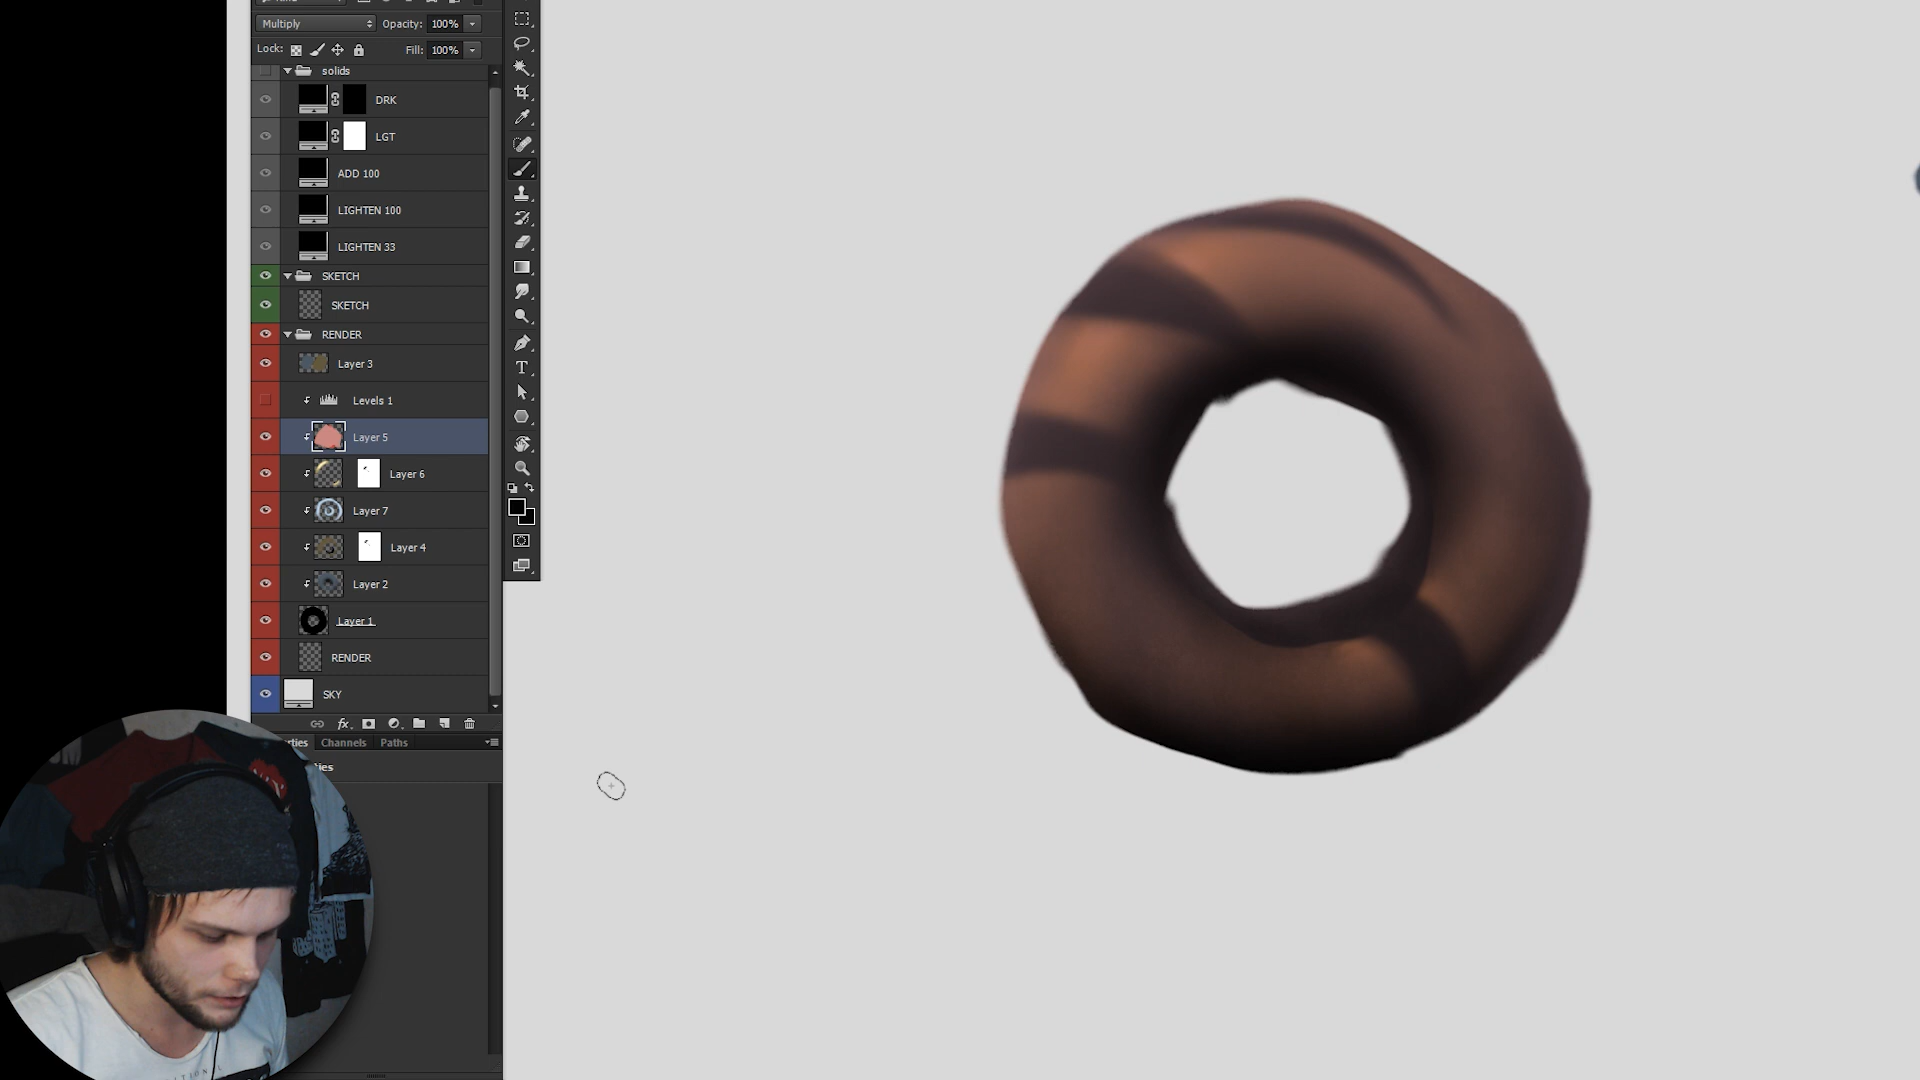 Multiply Opacity: 100%
Lock: Fill: 100%
solids
DRK
LGT
ADD 100
LIGHTEN 100
LIGHTEN 33
SKETCH
SKETCH
RENDER
Layer 3
Levels 1
Layer 5
Layer 6
Layer 7
Layer 4
Layer 2
Layer 1
RENDER
SKY
fx
Channels Paths
T